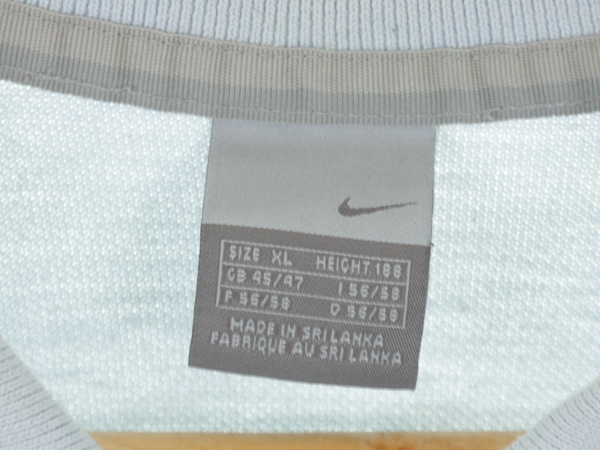 SIZE XL HEIGHT 188
GB 45/47 I 56/58
F 56/58 D 56/58
MADE IN SRI LANKA
FABRIQUE AU SRI LANKA